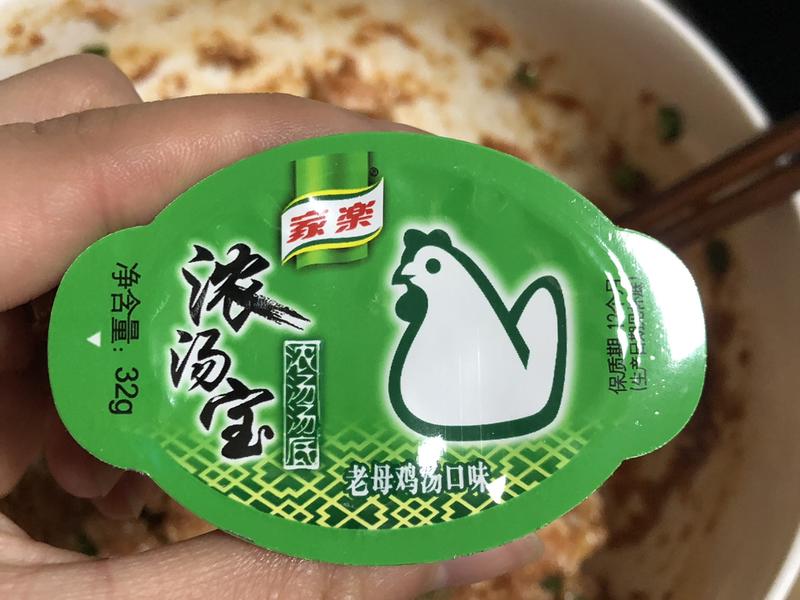 家楽
浓汤宝
浓汤汤底
老母鸡汤口味
净含量：32g
保质期 12个月